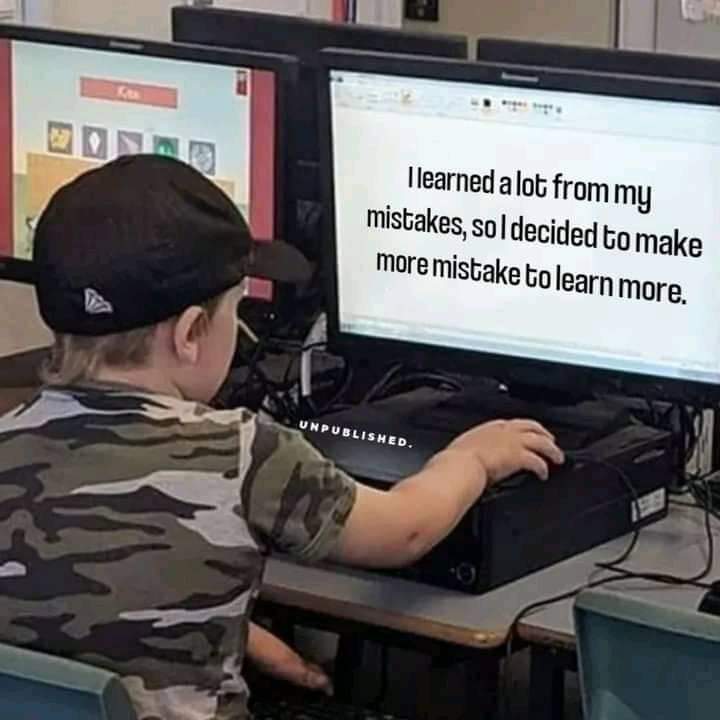 I learned a lot from my
mistakes, so I decided to make
more mistake to learn more.
UNPUBLISHED.